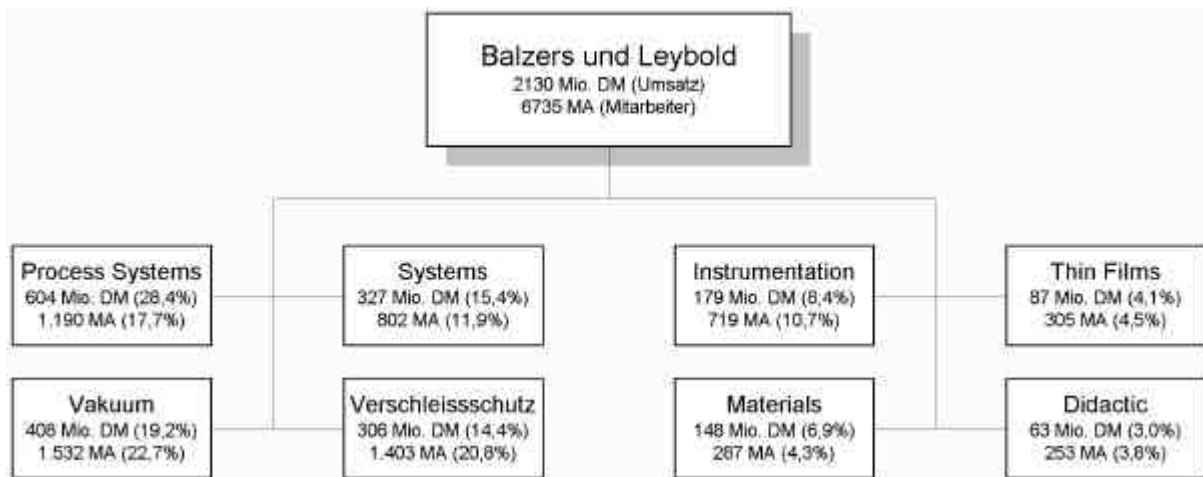 Balzers und Leybold
2130 Mio. DM (Umsatz)
6735 MA (Mitarbeiter)
Process Systems
604 Mio. DM (28,4%)
1.190 MA (17,7%)
Systems
327 Mio. DM (15,4%)
802 MA (11,9%)
Instrumentation
179 Mio. DM (8,4%)
719 MA (10,7%)
Thin Films
87 Mio. DM (4,1%)
305 MA (4,5%)
Vakuum
408 Mio. DM (19,2%)
1.532 MA (22,7%)
Verschleissschutz
306 Mio. DM (14,4%)
1.403 MA (20,8%)
Materials
148 Mio. DM (6,9%)
287 MA (4,3%)
Didactic
63 Mio. DM (3,0%)
253 MA (3,8%)